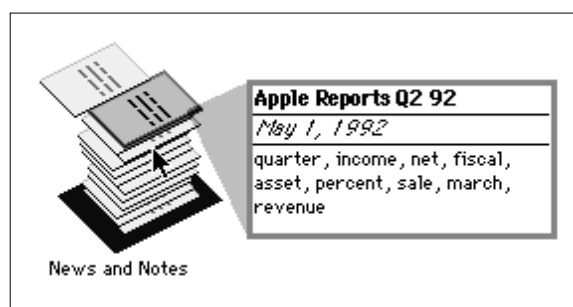 Apple Reports Q2 92
May 1, 1992
quarter, income, net, fiscal,
asset, percent, sale, march,
revenue
News and Notes